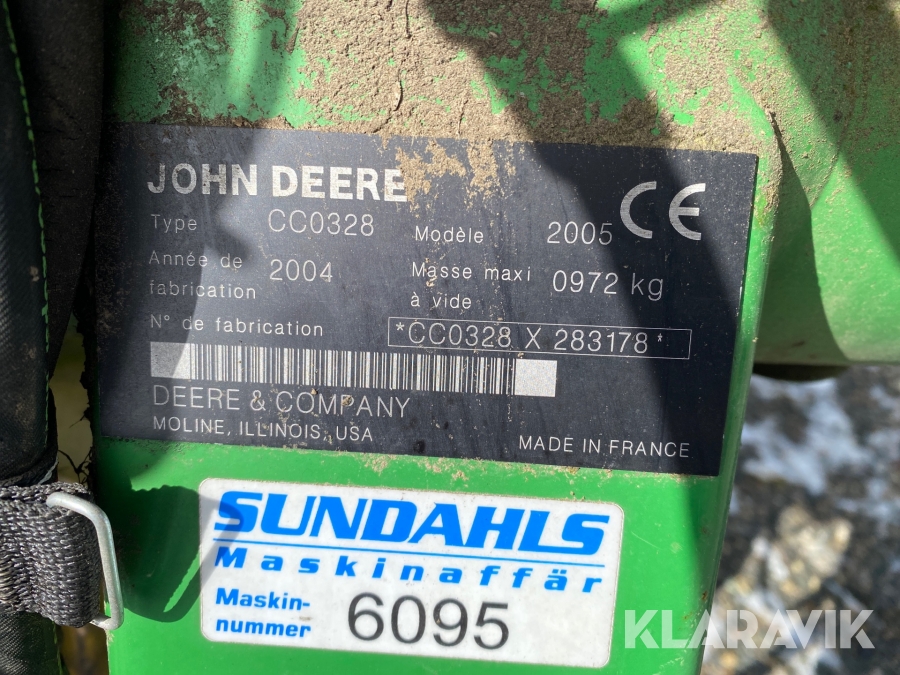 JOHN DEERE
Type CC0328 Modèle 2005 CE
Année de fabrication 2004 Masse maxi à vide 0972 kg
N° de fabrication *CC0328 X 283178*
DEERE & COMPANY
MOLINE, ILLINOIS, USA MADE IN FRANCE
SUNDAHLS
Maskinaffär
Maskin-nummer 6095
KLARAVIK